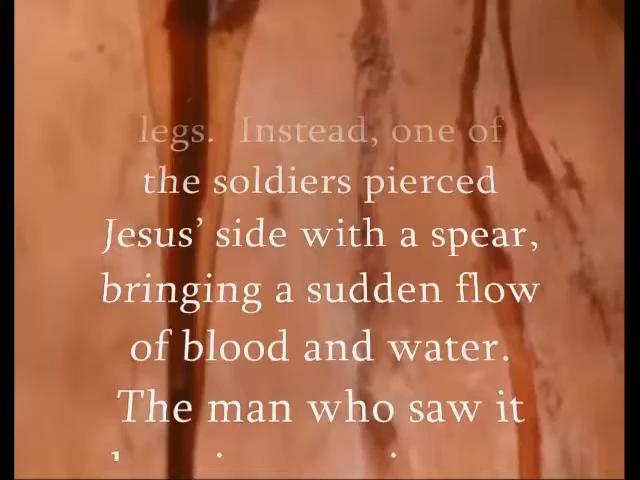 legs. Instead, one of
the soldiers pierced
Jesus’ side with a spear,
bringing a sudden flow
of blood and water.
The man who saw it